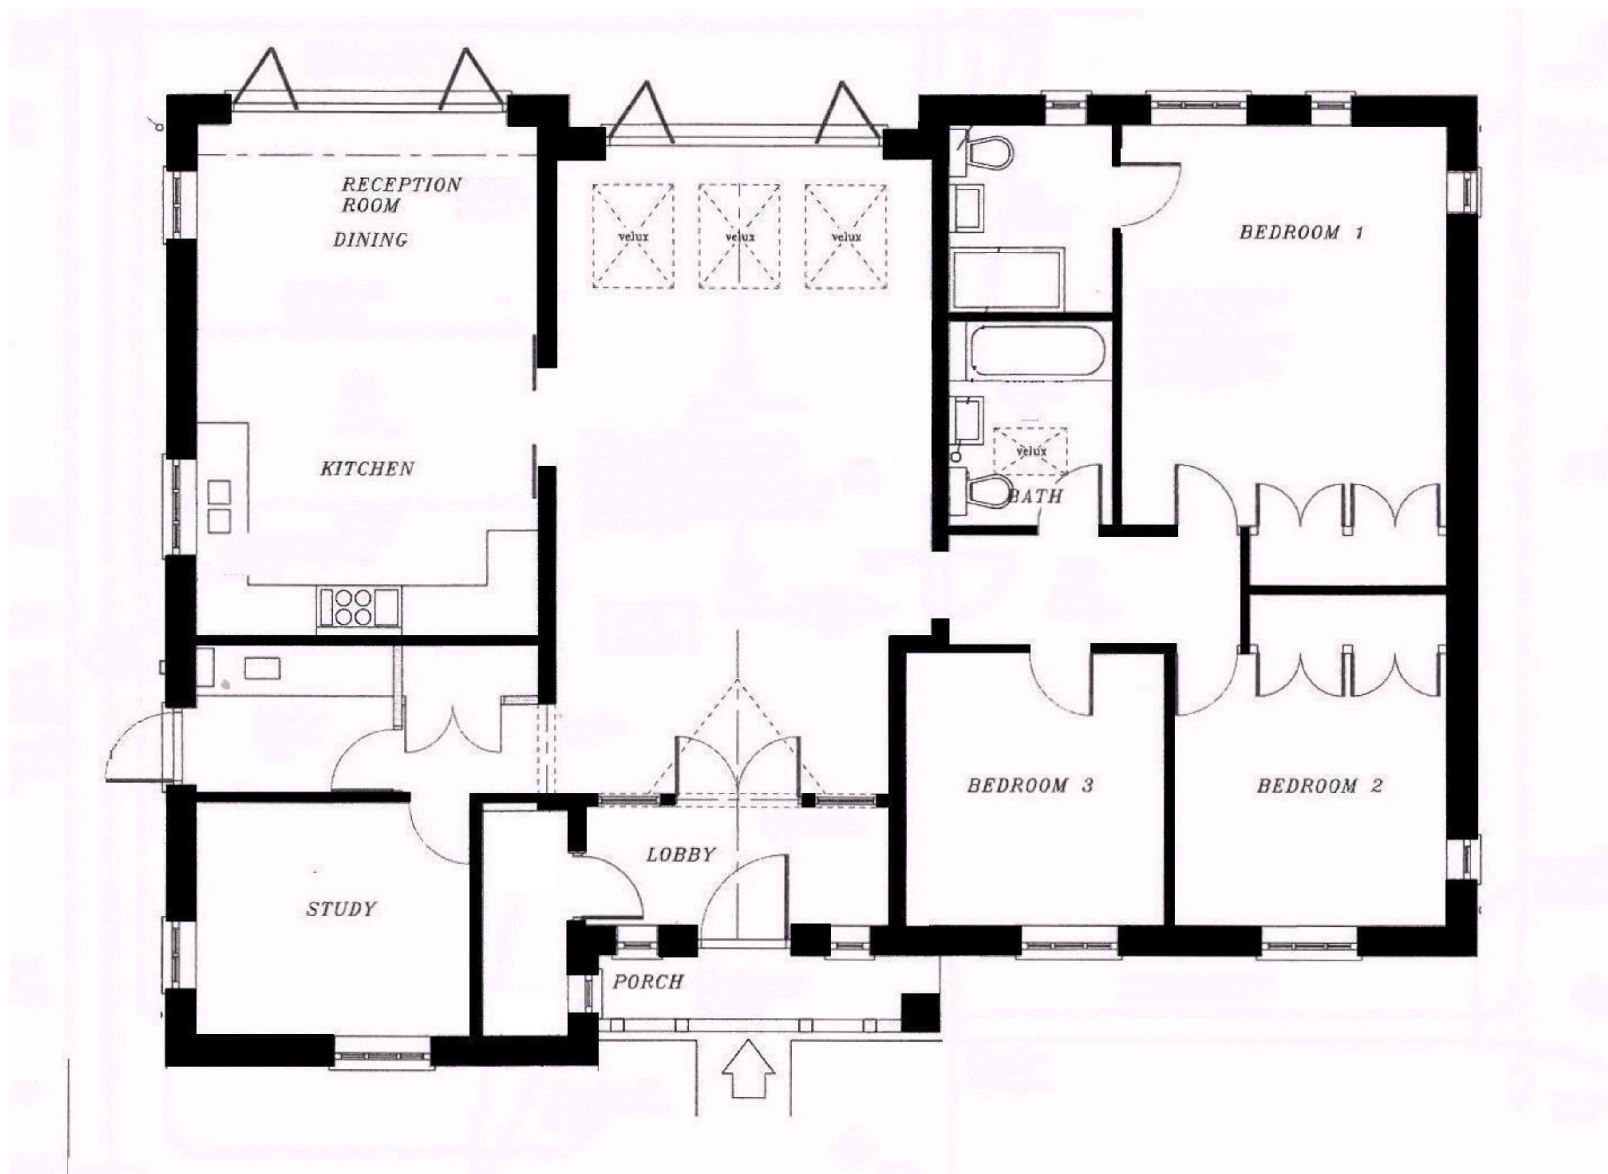 RECEPTION
ROOM
DINING
velux
velux
velux
BEDROOM 1
KITCHEN
velux
BATH
BEDROOM 3
BEDROOM 2
LOBBY
STUDY
PORCH